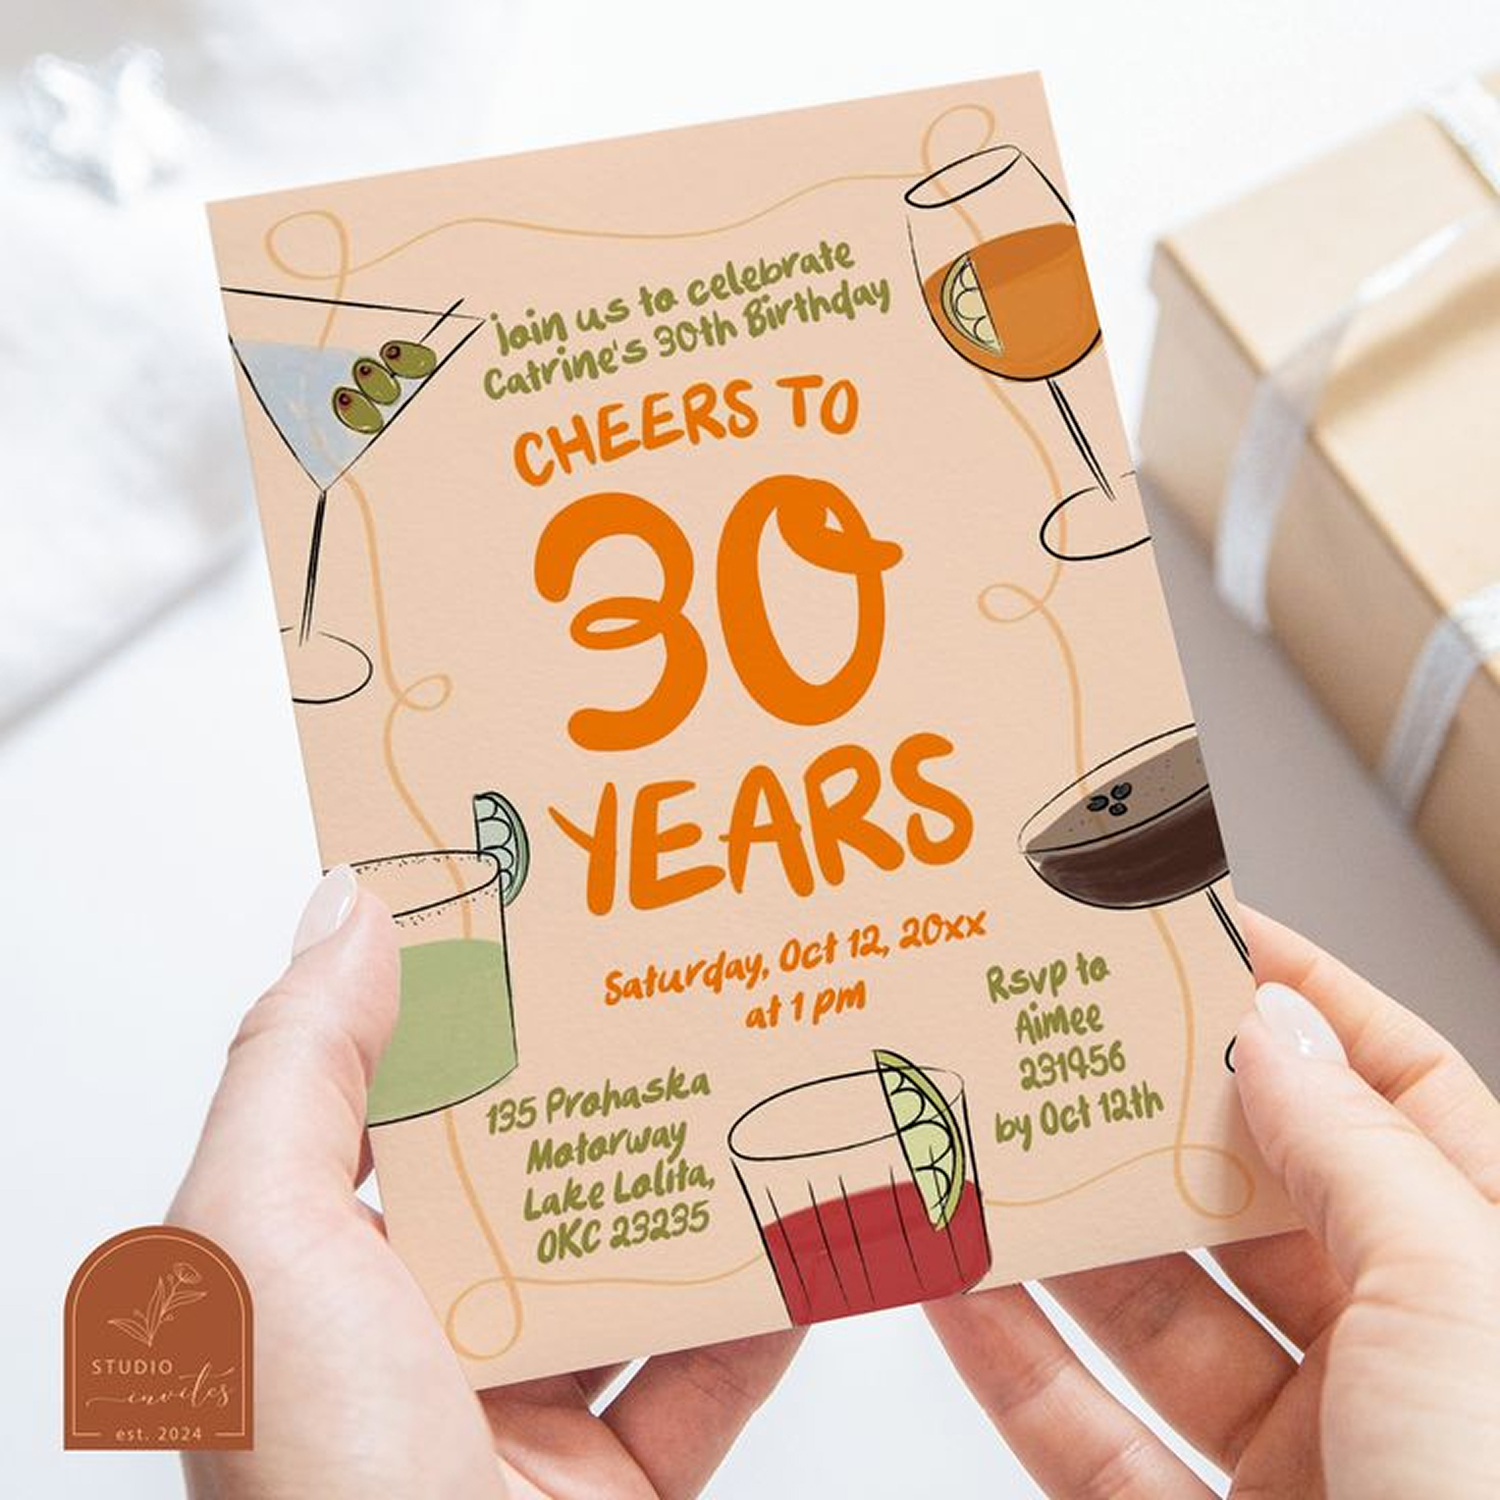 join us to celebrate
Catrine's 30th Birthday
CHEERS TO
30
YEARS
Saturday, Oct 12, 20xx
at 1 pm
Rsvp to
Aimee
231456
by Oct 12th
135 Prohaska
Motorway
Lake Lolita,
OKC 23235
STUDIO
invites
est. 2024